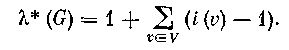 λ* (G) = 1 + ∑_{v∈V} (i (v) − 1).